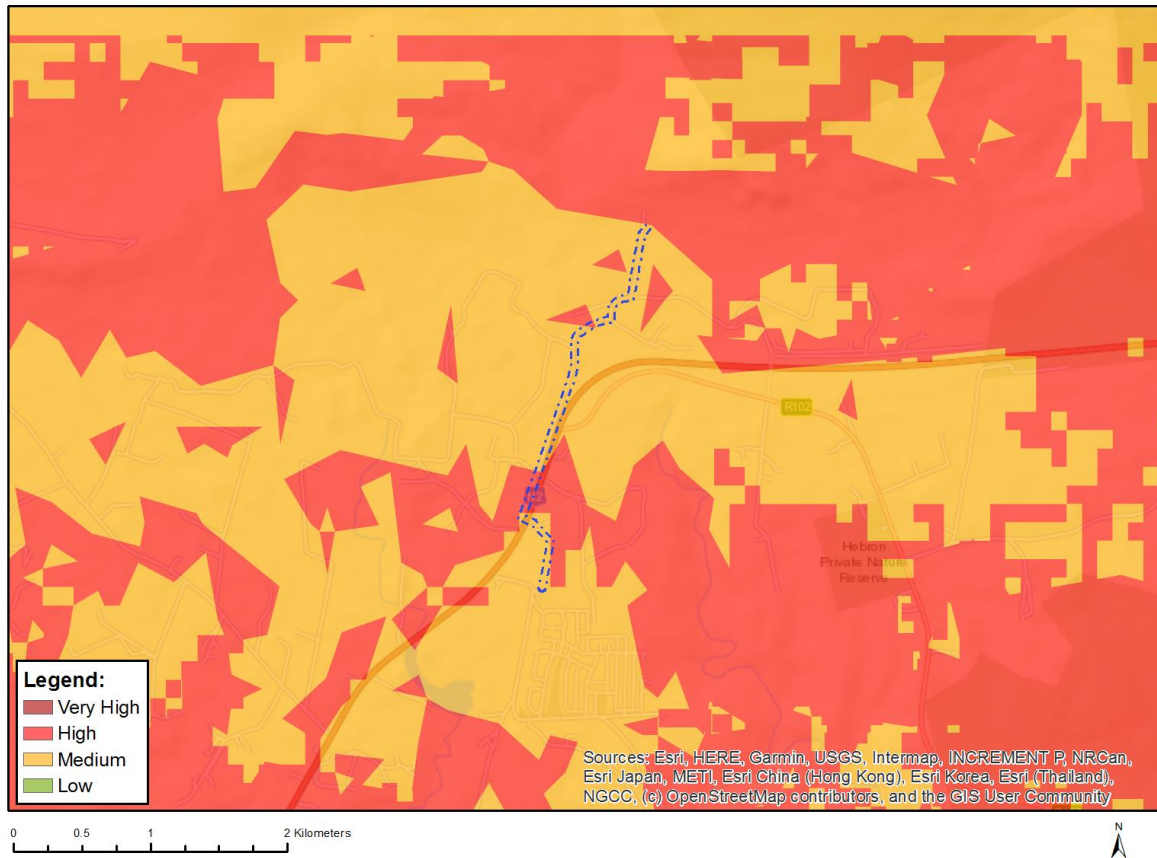 R102
N2
Hebron
Private Nature
Reserve
Legend:
Very High
High
Medium
Low
Sources: Esri, HERE, Garmin, USGS, Intermap, INCREMENT P, NRCan,
Esri Japan, METI, Esri China (Hong Kong), Esri Korea, Esri (Thailand),
NGCC, (c) OpenStreetMap contributors, and the GIS User Community
0 0.5 1 2 Kilometers
N